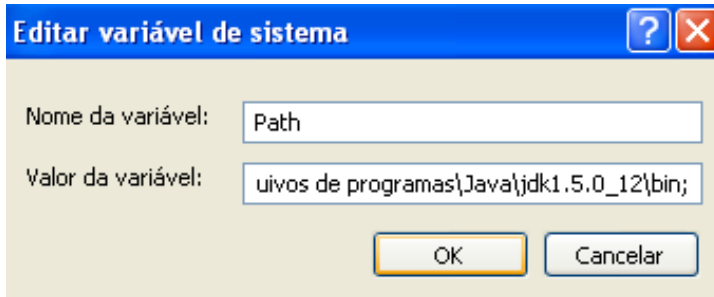 Editar variável de sistema
Nome da variável: Path
Valor da variável: uivos de programas\Java\jdk1.5.0_12\bin;
OK Cancelar